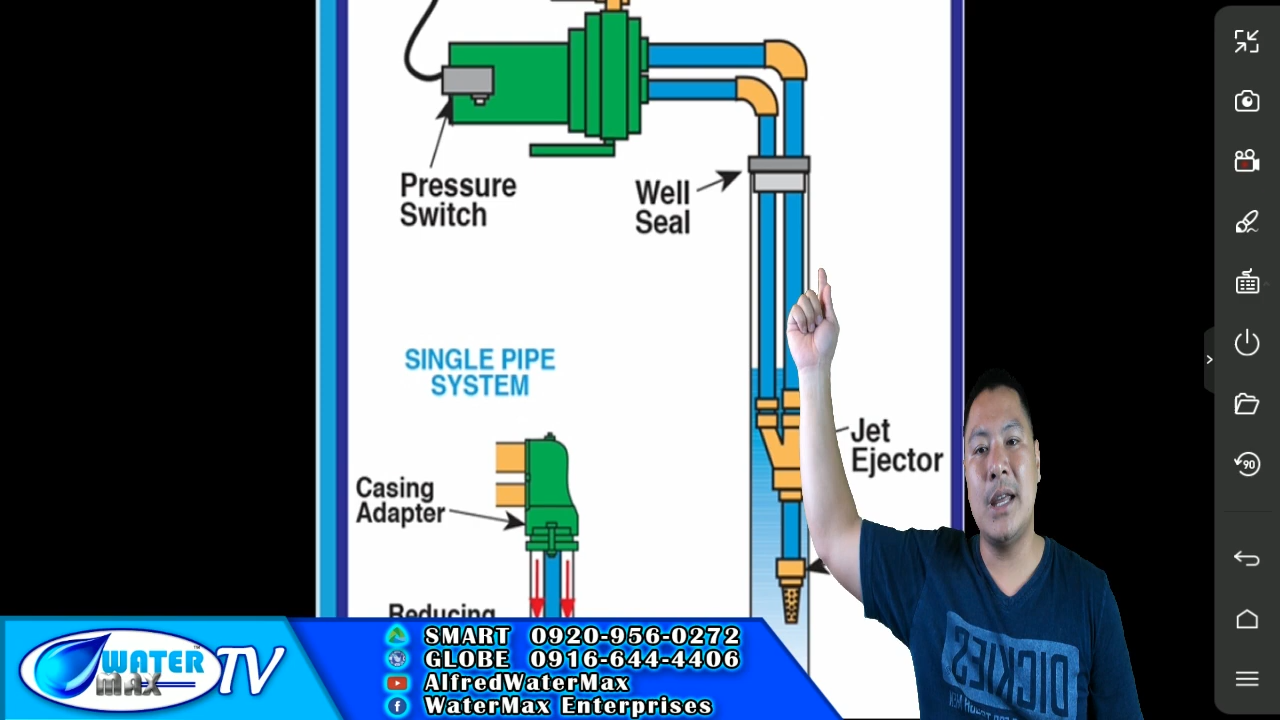 Pressure
Switch
Well
Seal
SINGLE PIPE
SYSTEM
Jet
Ejector
Casing
Adapter
Reducing
90
DICKIES
WATER
MAX
TV
SMART 0920-956-0272
GLOBE 0916-644-4406
AlfredWaterMax
WaterMax Enterprises